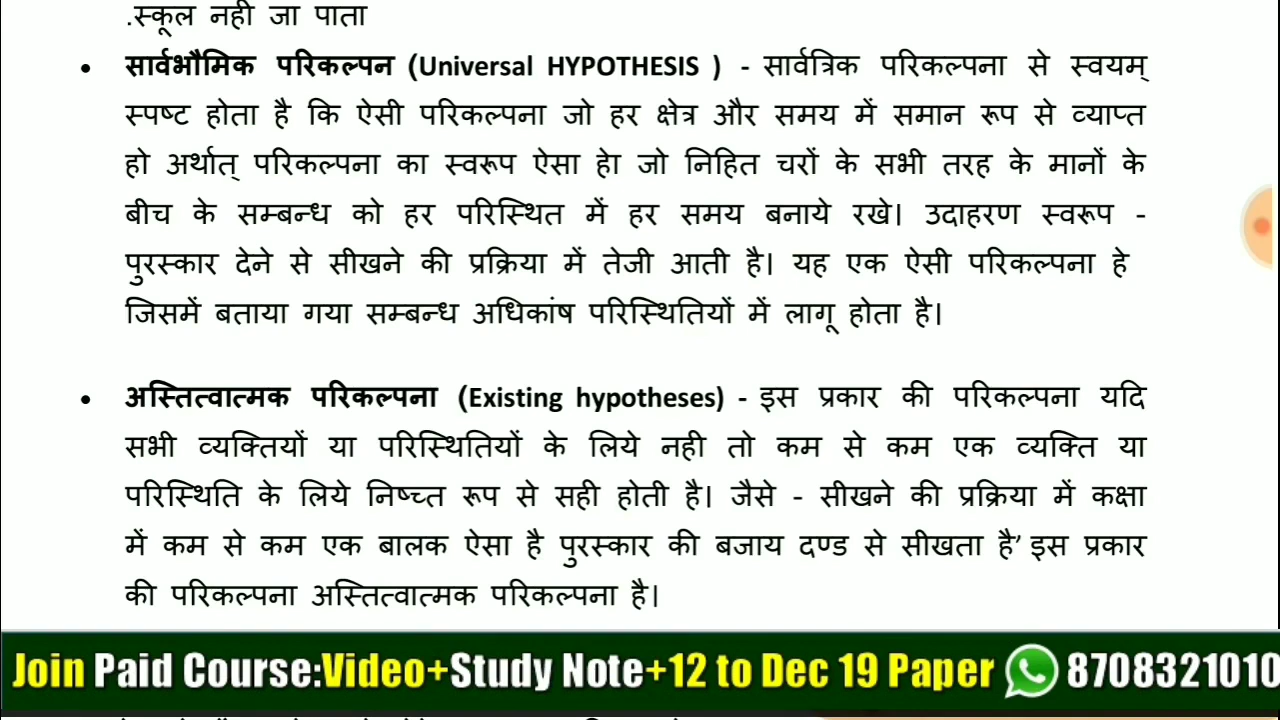 .स्कूल नही जा पाता
• सार्वभौमिक परिकल्पन (Universal HYPOTHESIS ) - सार्वत्रिक परिकल्पना से स्वयम्
स्पष्ट होता है कि ऐसी परिकल्पना जो हर क्षेत्र और समय में समान रूप से व्याप्त
हो अर्थात् परिकल्पना का स्वरूप ऐसा हेा जो निहित चरों के सभी तरह के मानों के
बीच के सम्बन्ध को हर परिस्थित में हर समय बनाये रखे। उदाहरण स्वरूप -
पुरस्कार देने से सीखने की प्रक्रिया में तेजी आती है। यह एक ऐसी परिकल्पना हे
जिसमें बताया गया सम्बन्ध अधिकांष परिस्थितियों में लागू होता है।
• अस्तित्वात्मक परिकल्पना (Existing hypotheses) - इस प्रकार की परिकल्पना यदि
सभी व्यक्तियों या परिस्थितियों के लिये नही तो कम से कम एक व्यक्ति या
परिस्थिति के लिये निष्च्त रूप से सही होती है। जैसे - सीखने की प्रक्रिया में कक्षा
में कम से कम एक बालक ऐसा है पुरस्कार की बजाय दण्ड से सीखता है’ इस प्रकार
की परिकल्पना अस्तित्वात्मक परिकल्पना है।
Join Paid Course:Video+Study Note+12 to Dec 19 Paper 8708321010